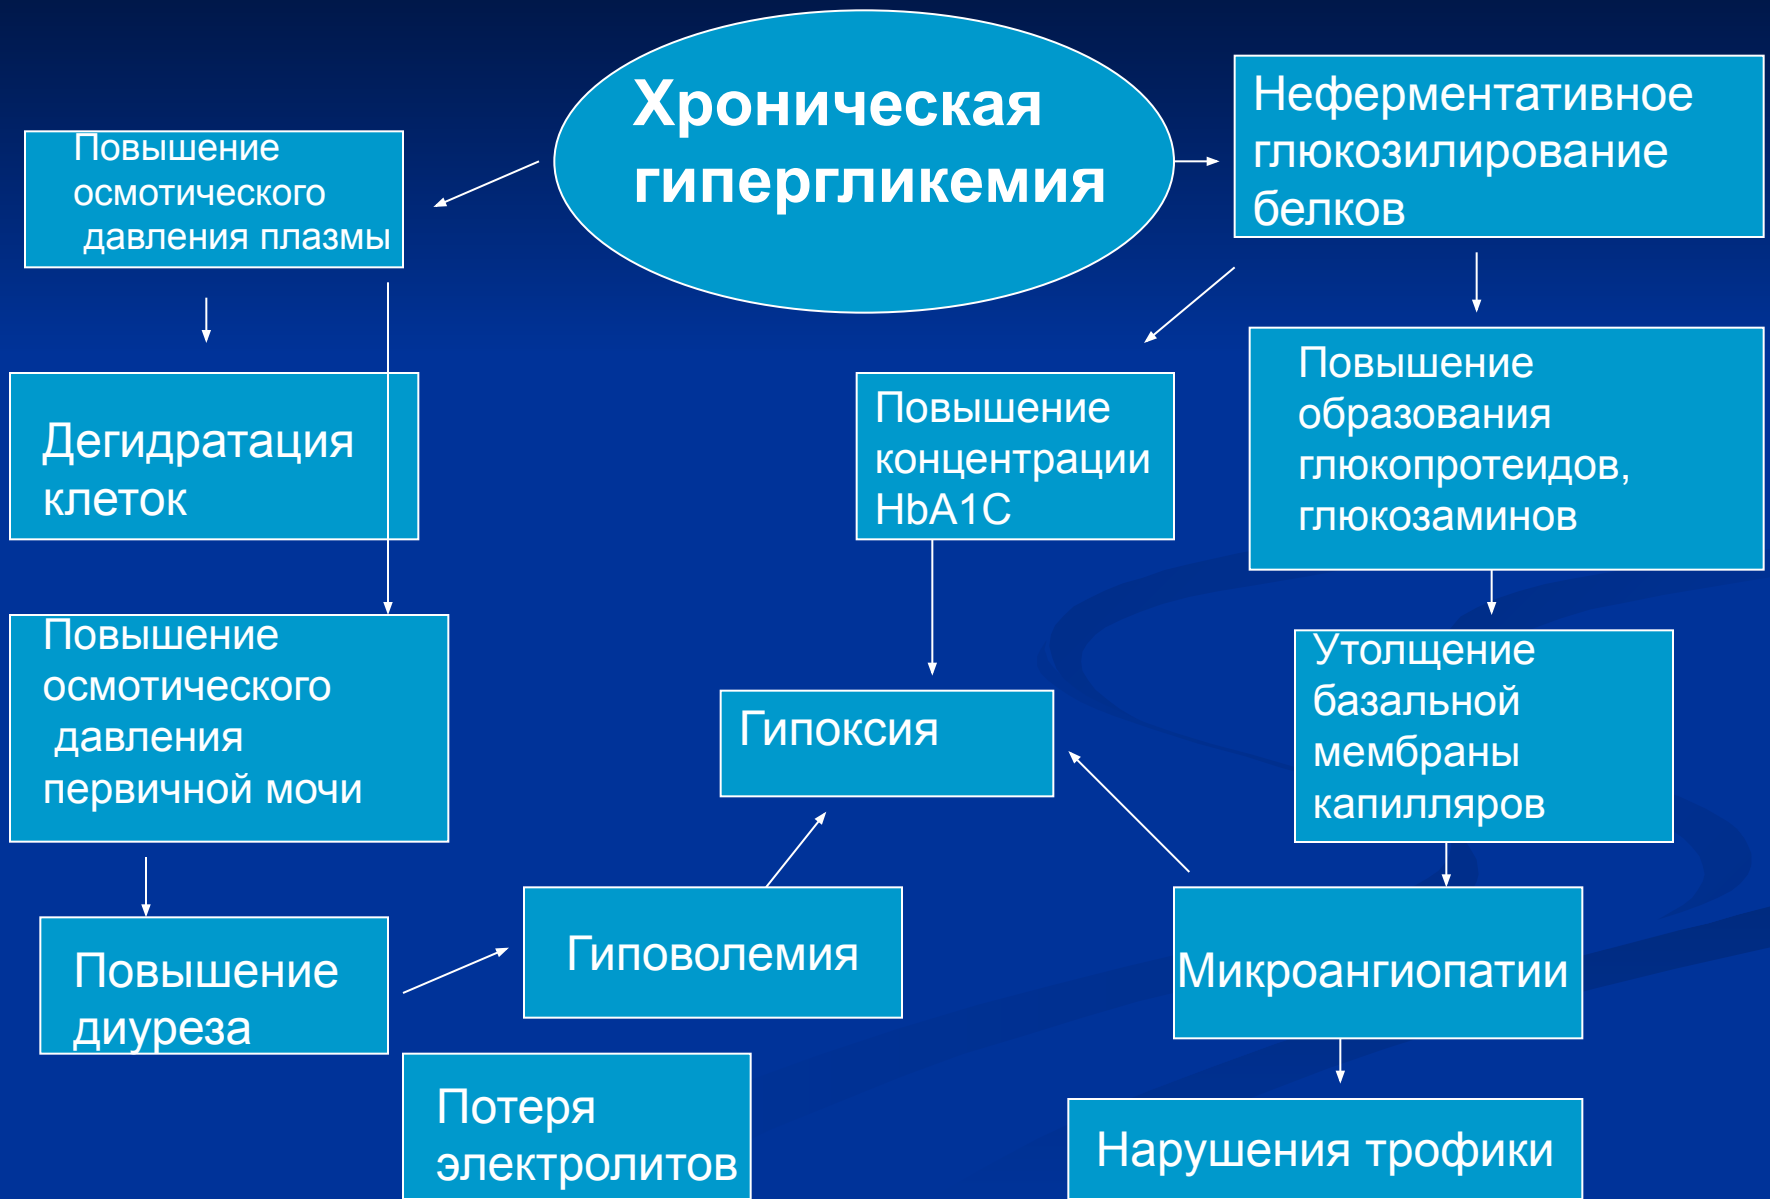 Хроническая
гипергликемия
Неферментативное
глюкозилирование
белков
Повышение
осмотического
давления плазмы
Дегидратация
клеток
Повышение
концентрации
HbA1C
Повышение
образования
глюкопротеидов,
глюкозаминов
Повышение
осмотического
давления
первичной мочи
Гипоксия
Утолщение
базальной
мембраны
капилляров
Повышение
диуреза
Гиповолемия
Микроангиопатии
Потеря
электролитов
Нарушения трофики